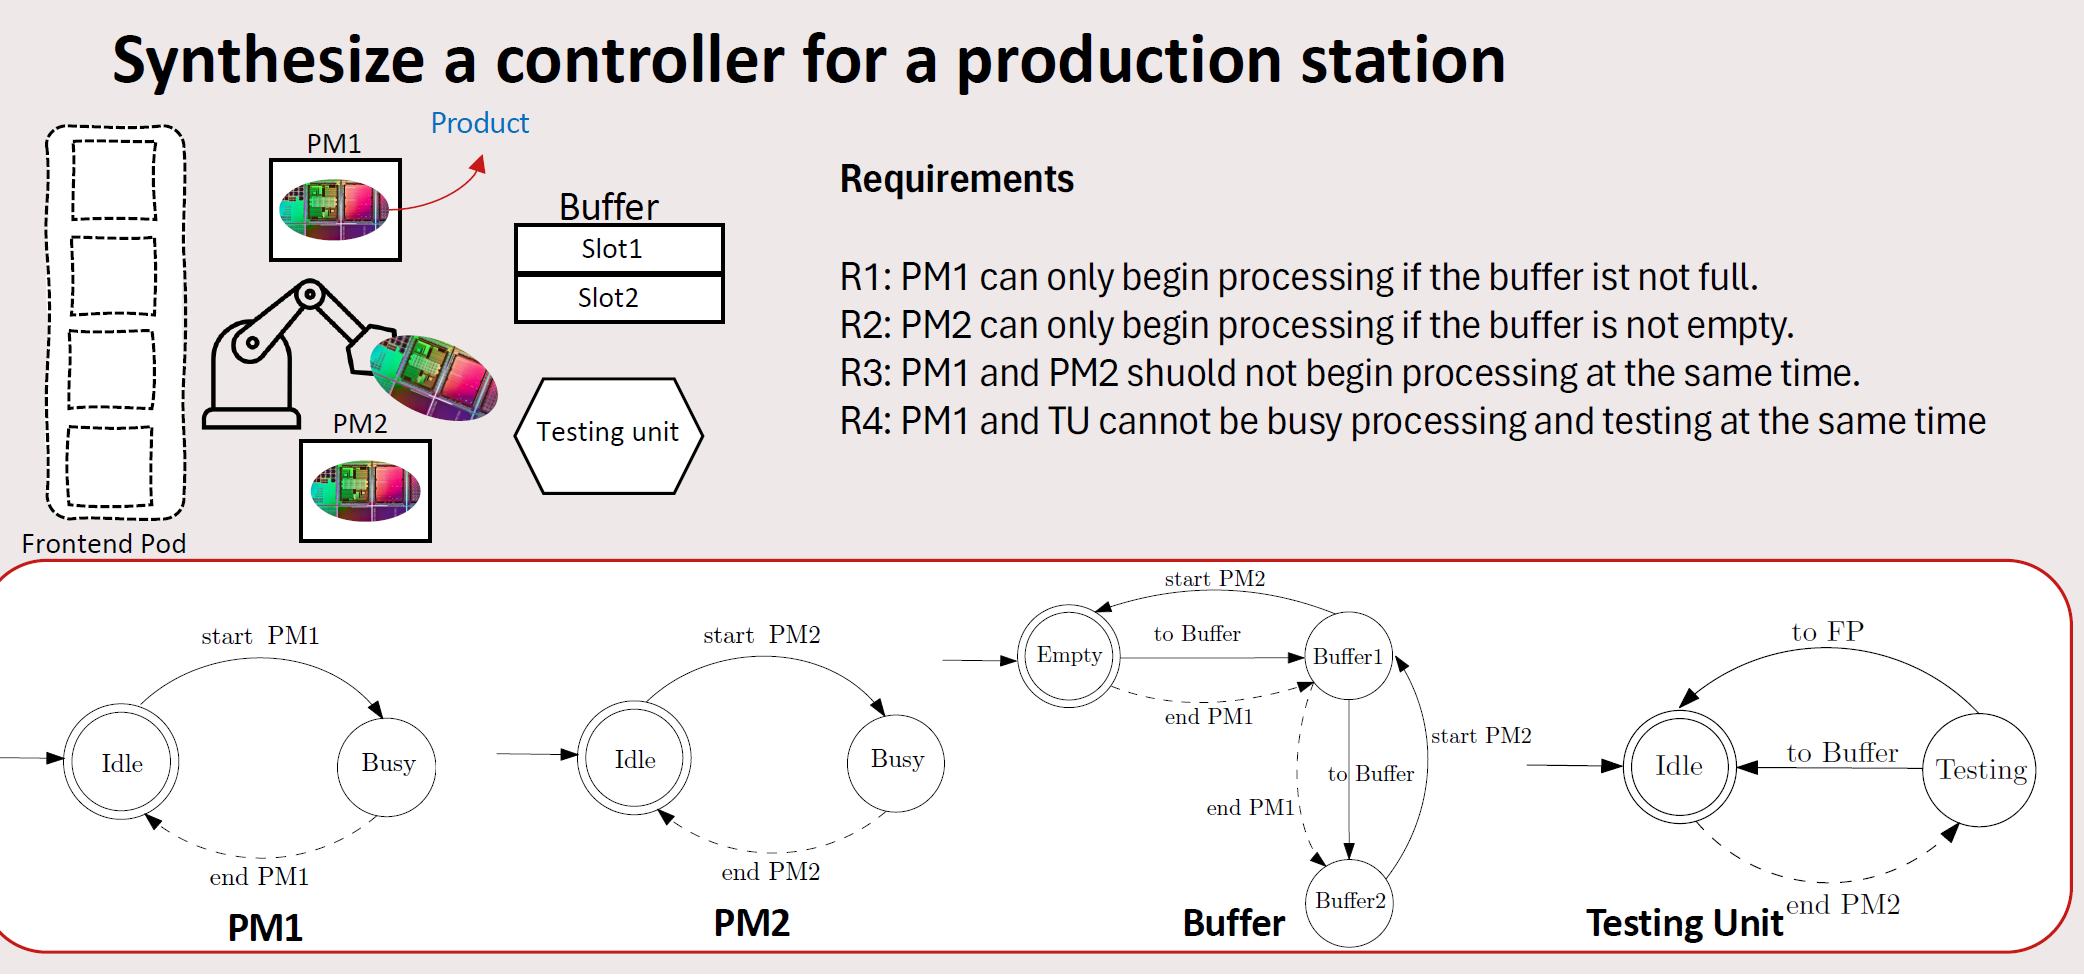 Synthesize a controller for a production station
Product
PM1
Buffer
Slot1
Slot2
Testing unit
PM2
Frontend Pod
Requirements
R1: PM1 can only begin processing if the buffer ist not full.
R2: PM2 can only begin processing if the buffer is not empty.
R3: PM1 and PM2 shuold not begin processing at the same time.
R4: PM1 and TU cannot be busy processing and testing at the same time
start PM1
Idle
Busy
end PM1
PM1
start PM2
Idle
Busy
end PM2
PM2
start PM2
Empty
to Buffer
Buffer1
end PM1
start PM2
to Buffer
end PM1
Buffer2
Buffer
to FP
Idle
to Buffer
Testing
end PM2
Testing Unit